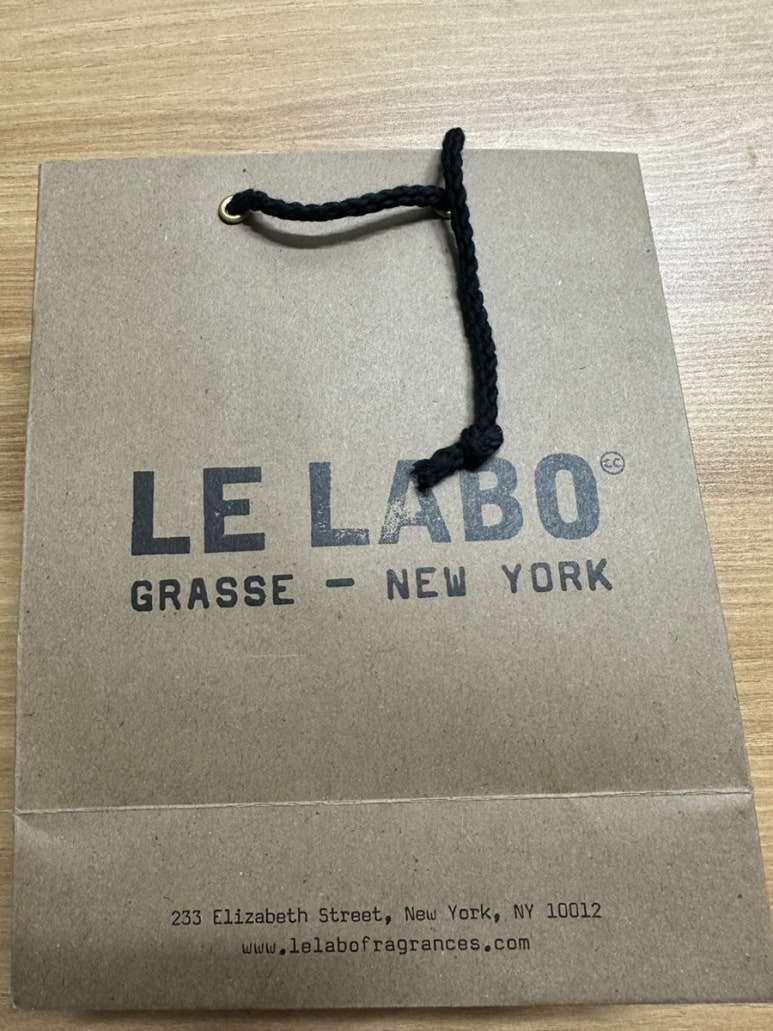 LE LABO
GRASSE — NEW YORK
233 Elizabeth Street, New York, NY 10012
www.lelabofragrances.com